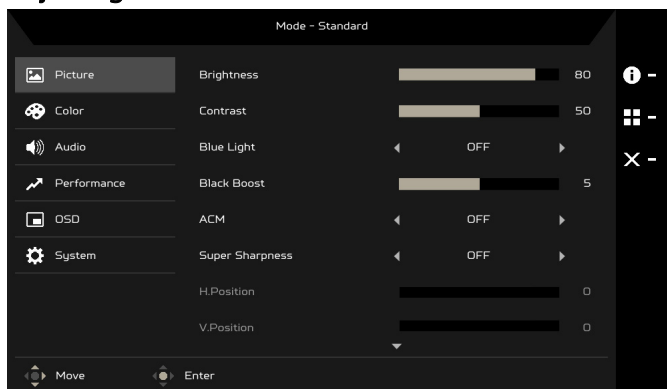 Mode - Standard
Picture
Brightness 80
Color
Contrast 50
Audio
Blue Light OFF
Performance
Black Boost 5
OSD
ACM OFF
System
Super Sharpness OFF
H.Position 0
V.Position 0
Move Enter